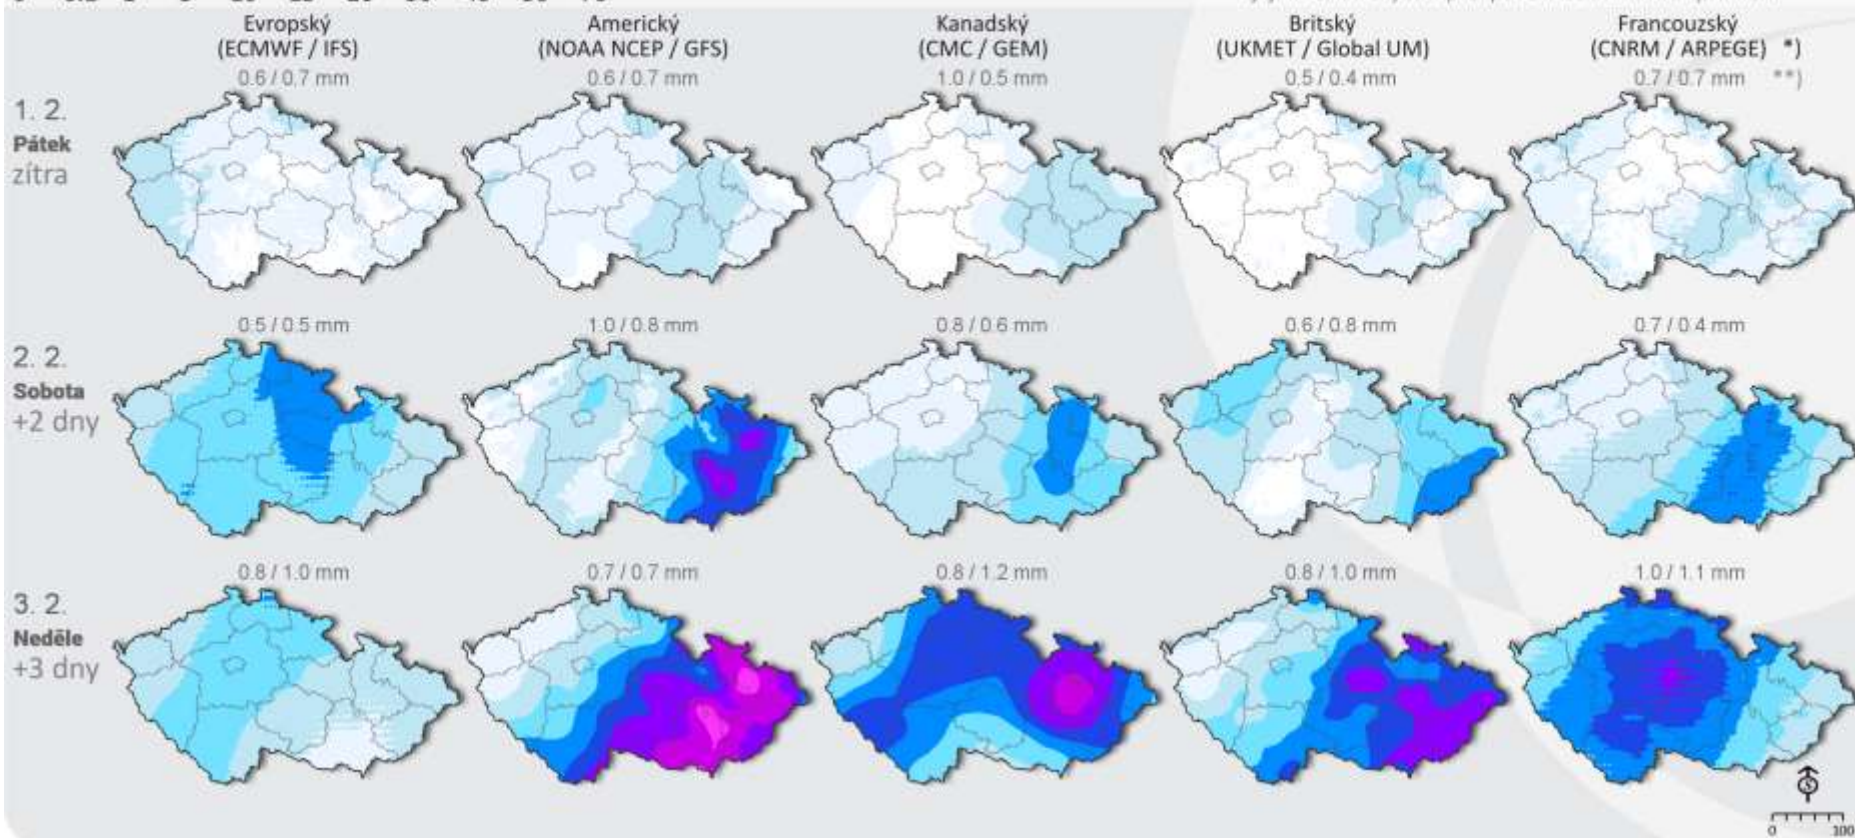 Evropský Americký Kanadský Britský Francouzský
(ECMWF / IFS) (NOAA NCEP / GFS) (CMC / GEM) (UKMET / Global UM) (CNRM / ARPEGE) *)
0.6 / 0.7 mm 0.6 / 0.7 mm 1.0 / 0.5 mm 0.5 / 0.4 mm 0.7 / 0.7 mm **)
1. 2.
Pátek
zítra
0.5 / 0.5 mm 1.0 / 0.8 mm 0.8 / 0.6 mm 0.6 / 0.8 mm 0.7 / 0.4 mm
2. 2.
Sobota
+2 dny
0.8 / 1.0 mm 0.7 / 0.7 mm 0.8 / 1.2 mm 0.8 / 1.0 mm 1.0 / 1.1 mm
3. 2.
Neděle
+3 dny
S
0 100